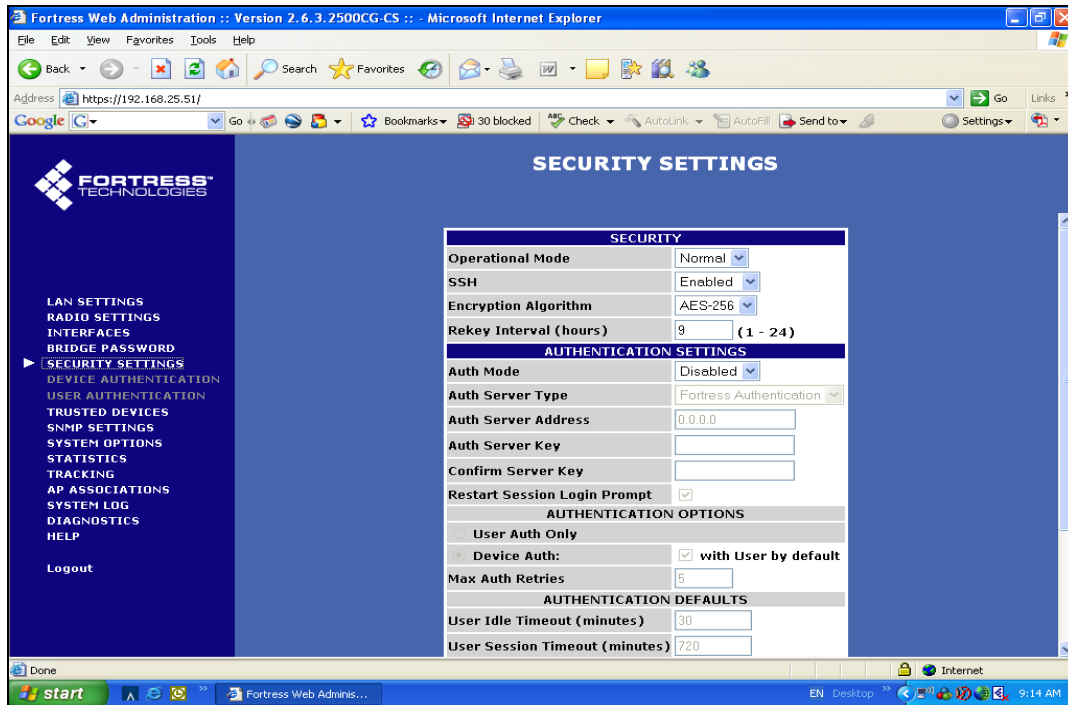 Fortress Web Administration :: Version 2.6.3.2500CG-CS :: - Microsoft Internet Explorer
File Edit View Favorites Tools Help
Back Search Favorites
Address https://192.168.25.51/ Go Links
Google G Go Bookmarks 30 blocked ABC Check AutoLink AutoFill Send to Settings
FORTRESS
TECHNOLOGIES
LAN SETTINGS
RADIO SETTINGS
INTERFACES
BRIDGE PASSWORD
SECURITY SETTINGS
DEVICE AUTHENTICATION
USER AUTHENTICATION
TRUSTED DEVICES
SNMP SETTINGS
SYSTEM OPTIONS
STATISTICS
TRACKING
AP ASSOCIATIONS
SYSTEM LOG
DIAGNOSTICS
HELP
Logout
SECURITY SETTINGS
SECURITY
Operational Mode Normal
SSH Enabled
Encryption Algorithm AES-256
Rekey Interval (hours) 9 (1 - 24)
AUTHENTICATION SETTINGS
Auth Mode Disabled
Auth Server Type Fortress Authentication
Auth Server Address 0.0.0.0
Auth Server Key
Confirm Server Key
Restart Session Login Prompt
AUTHENTICATION OPTIONS
User Auth Only
Device Auth: with User by default
Max Auth Retries 5
AUTHENTICATION DEFAULTS
User Idle Timeout (minutes) 30
User Session Timeout (minutes) 720
Done Internet
start Fortress Web Adminis... EN Desktop 9:14 AM